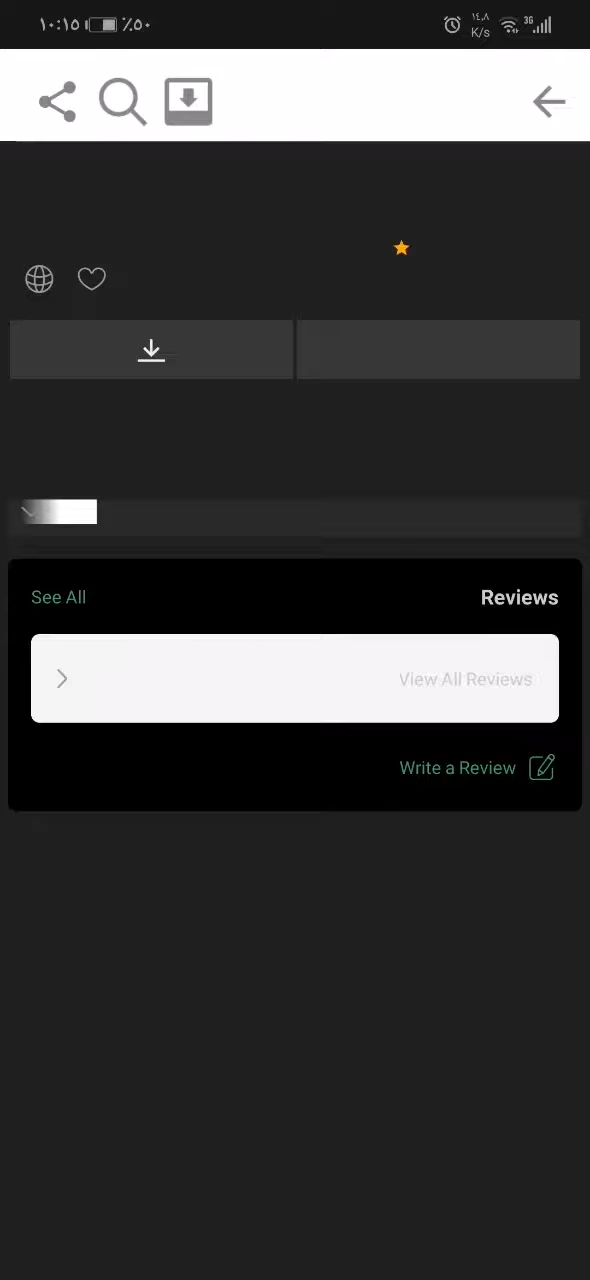 ١٠:١٥ ٪٥٠ ١٤,٨ K/s 3G
See All Reviews
View All Reviews
Write a Review